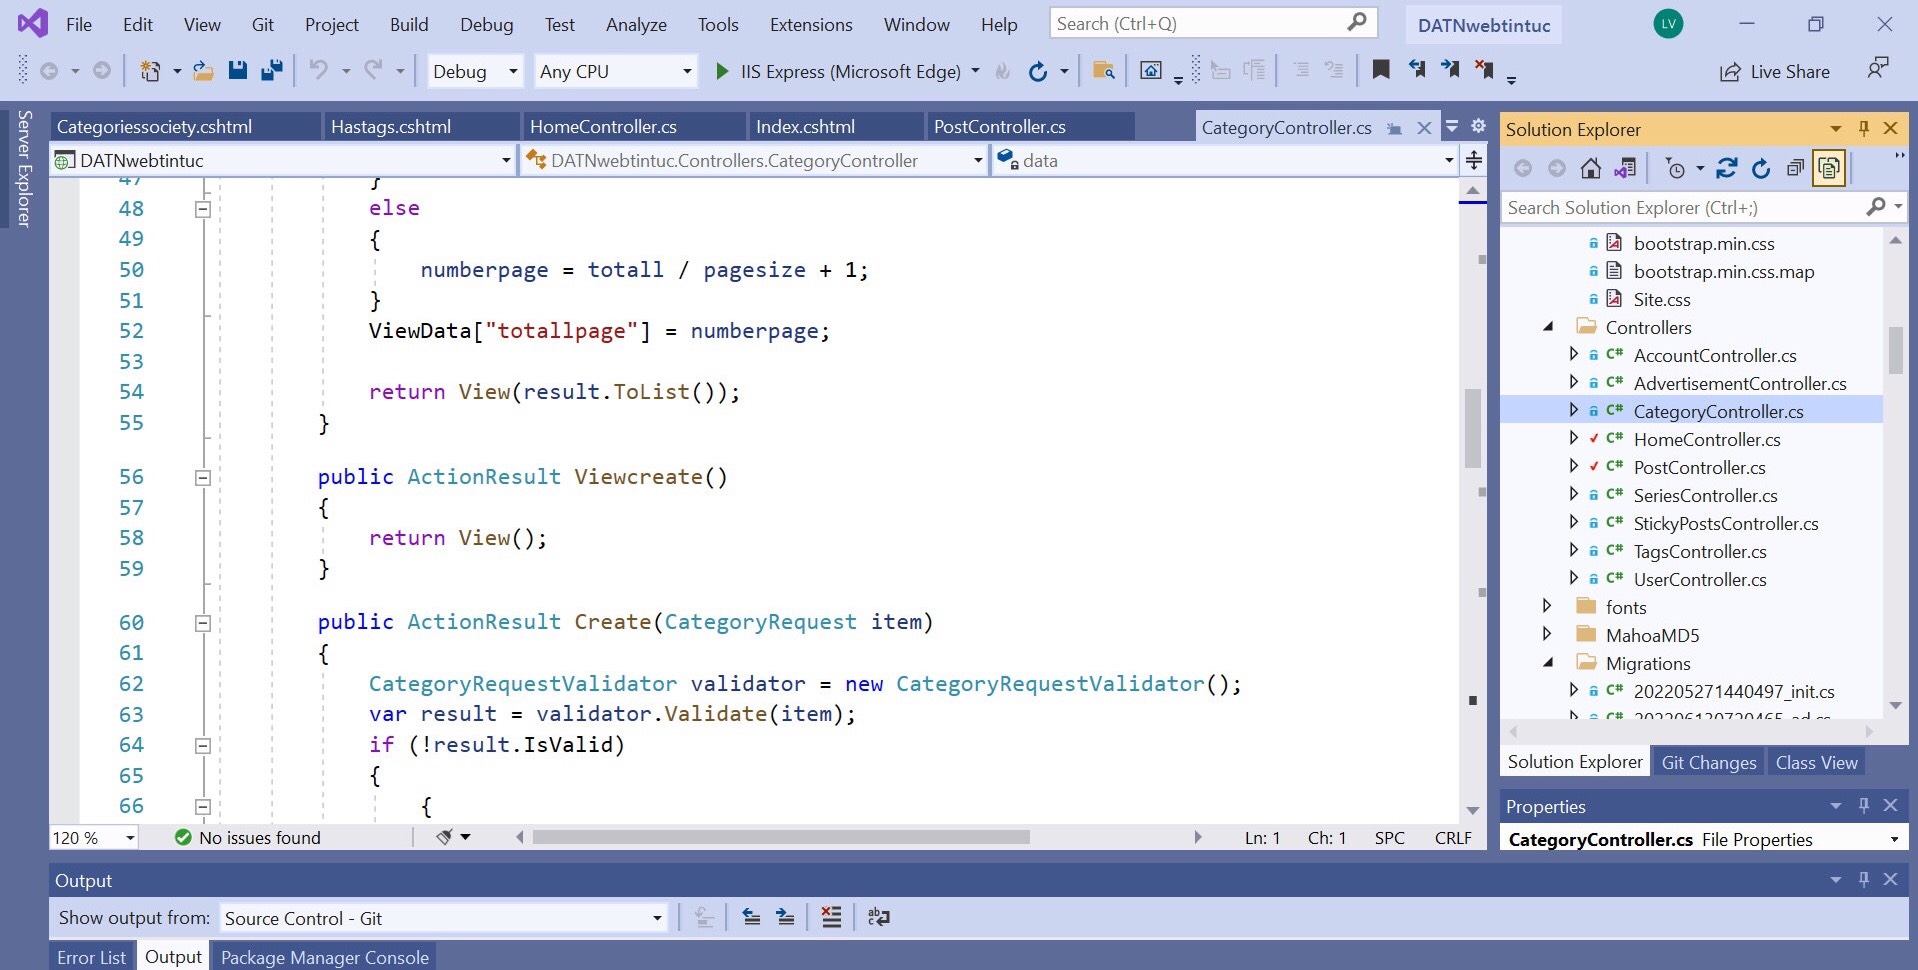 File Edit View Git Project Build Debug Test Analyze Tools Extensions Window Help Search (Ctrl+Q) DATNwebtintuc LV
Debug Any CPU IIS Express (Microsoft Edge) Live Share
Server Explorer
Categoriessociety.cshtml Hastags.cshtml HomeController.cs Index.cshtml PostController.cs CategoryController.cs
DATNwebtintuc DATNwebtintuc.Controllers.CategoryController data
47 }
48 else
49 {
50 numberpage = totall / pagesize + 1;
51 }
52 ViewData["totallpage"] = numberpage;
53
54 return View(result.ToList());
55 }
56 public ActionResult Viewcreate()
57 {
58 return View();
59 }
60 public ActionResult Create(CategoryRequest item)
61 {
62 CategoryRequestValidator validator = new CategoryRequestValidator();
63 var result = validator.Validate(item);
64 if (!result.IsValid)
65 {
66 {
120 % No issues found Ln: 1 Ch: 1 SPC CRLF
Solution Explorer
Search Solution Explorer (Ctrl+;)
bootstrap.min.css
bootstrap.min.css.map
Site.css
Controllers
C# AccountController.cs
C# AdvertisementController.cs
C# CategoryController.cs
C# HomeController.cs
C# PostController.cs
C# SeriesController.cs
C# StickyPostsController.cs
C# TagsController.cs
C# UserController.cs
fonts
MahoaMD5
Migrations
C# 202205271440497_init.cs
C# 202206130720465_ad.cs
Solution Explorer Git Changes Class View
Properties
CategoryController.cs File Properties
Output
Show output from: Source Control - Git
Error List Output Package Manager Console